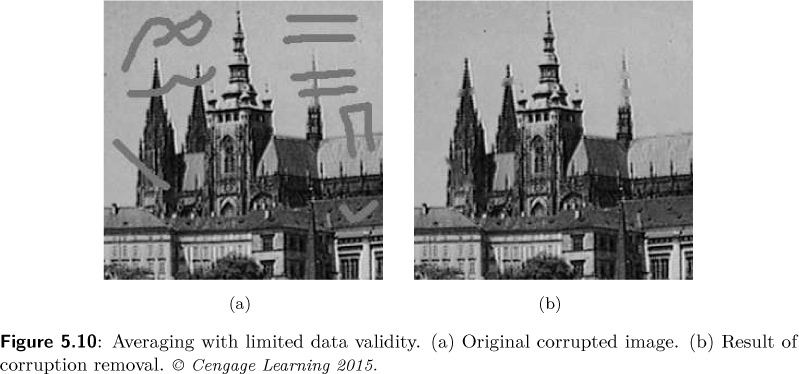 (a)
(b)
Figure 5.10: Averaging with limited data validity. (a) Original corrupted image. (b) Result of
corruption removal. © Cengage Learning 2015.